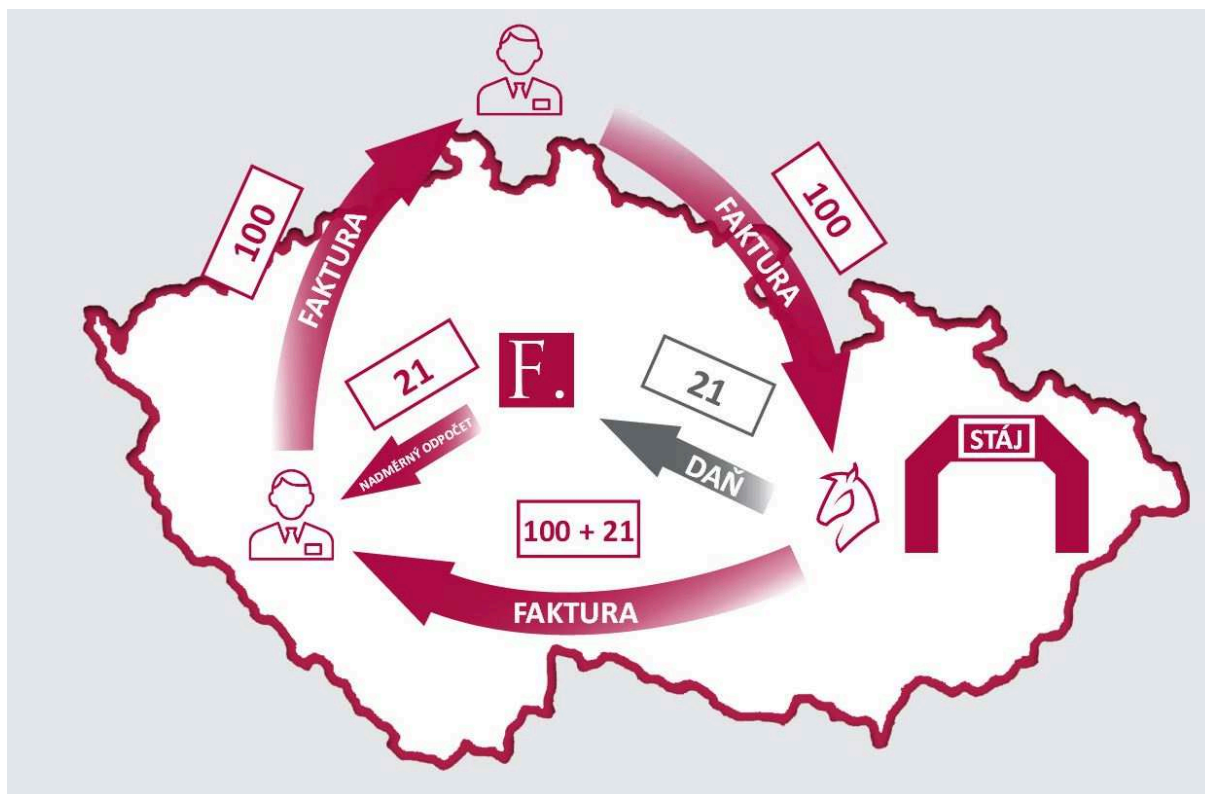 100
FAKTURA
FAKTURA
100
21
F.
21
NADMĚRNÝ ODPOČET
DAŇ
STÁJ
100 + 21
FAKTURA